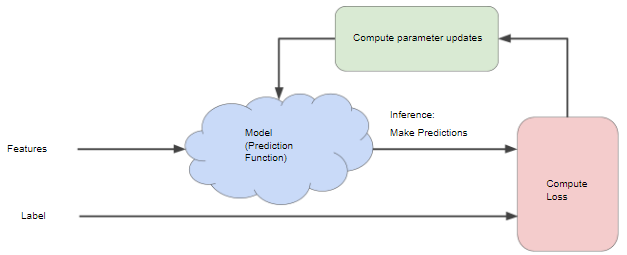 Compute parameter updates
Inference:
Make Predictions
Model
(Prediction
Function)
Features
Compute
Loss
Label